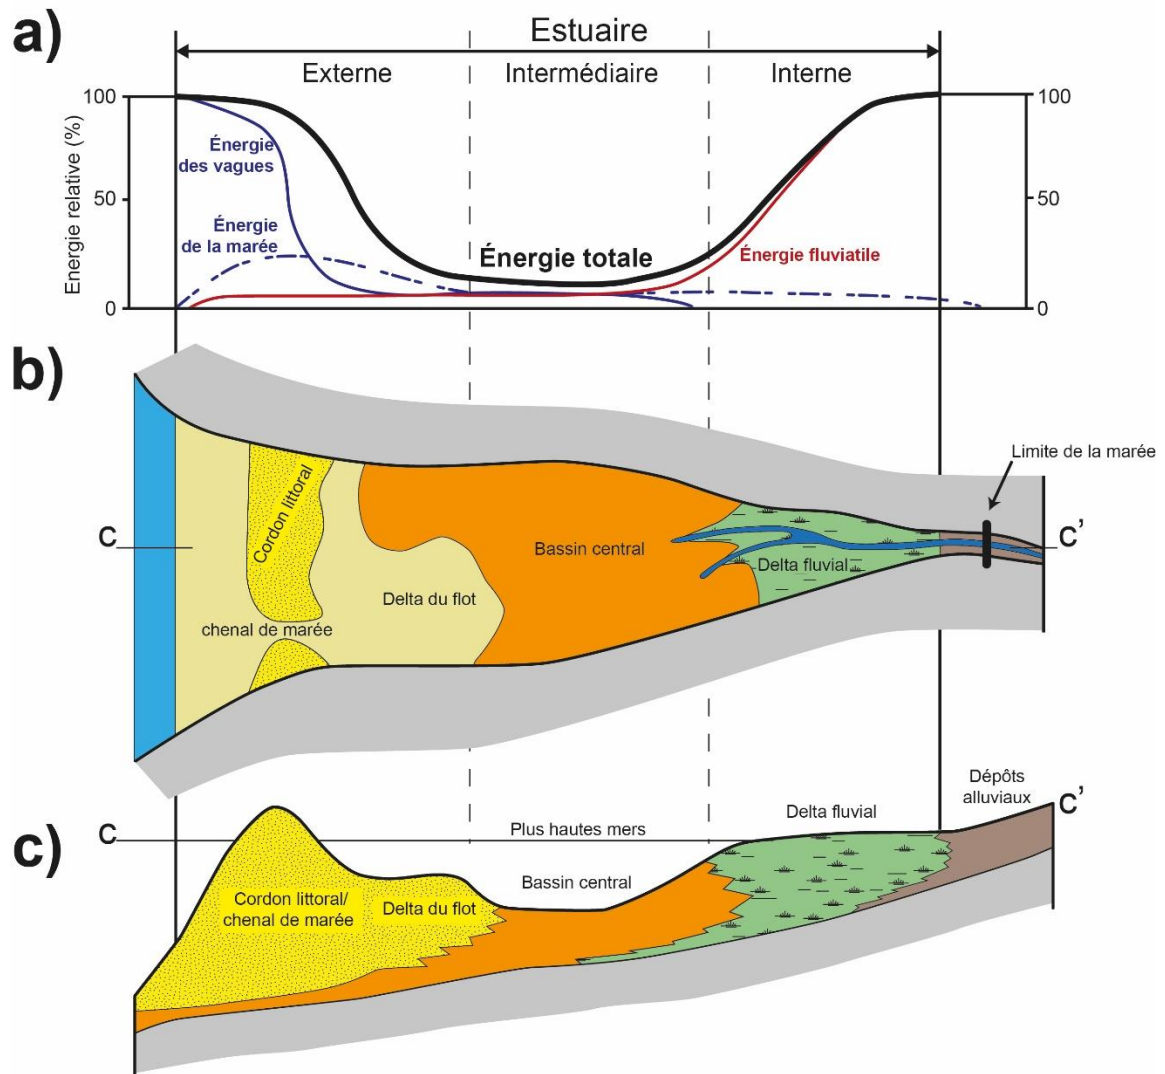 a)
Estuaire
Externe
Intermédiaire
Interne
Energie relative (%)
100
50
0
100
50
0
Énergie
des vagues
Énergie
de la marée
Énergie totale
Énergie fluviatile
b)
Limite de la marée
C
C'
Cordon littoral
Bassin central
Delta fluvial
Delta du flot
chenal de marée
c)
Dépôts
alluviaux
C
C'
Plus hautes mers
Delta fluvial
Bassin central
Cordon littoral/
chenal de marée
Delta du flot